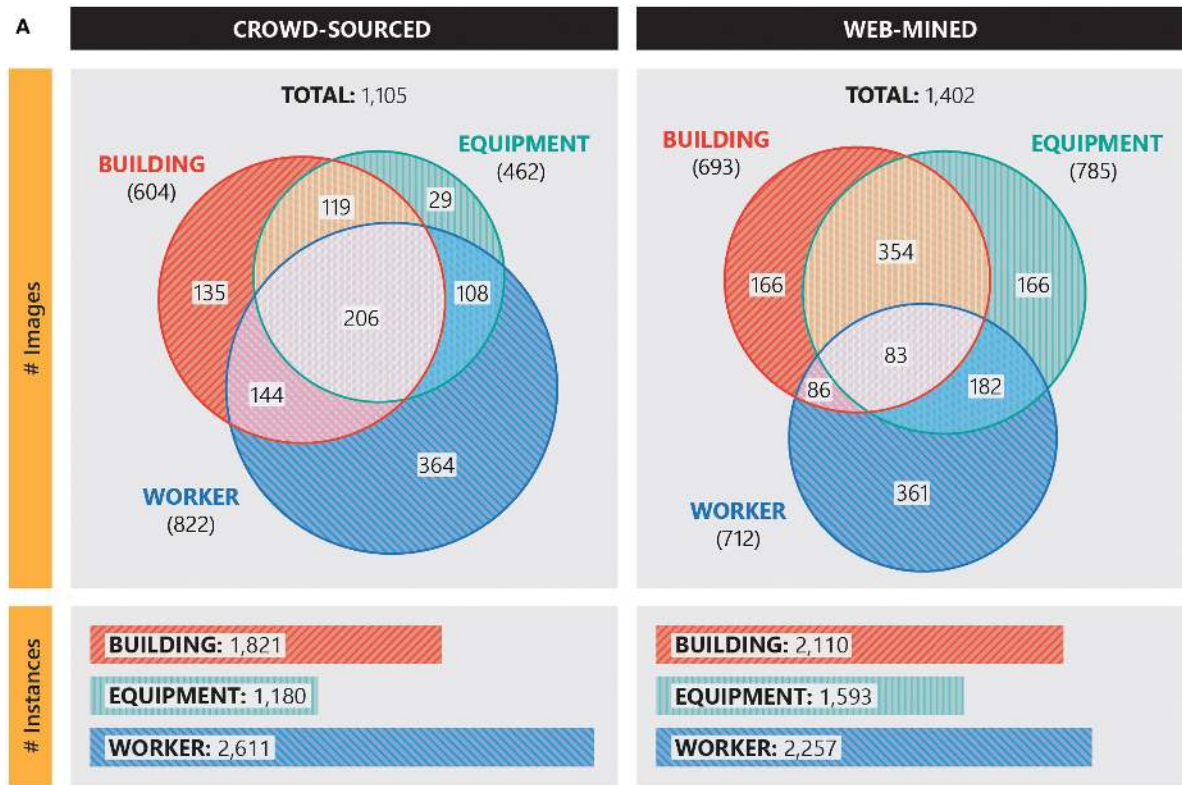 A
CROWD-SOURCED
WEB-MINED
# Images
TOTAL: 1,105
BUILDING
(604)
EQUIPMENT
(462)
119
29
135
108
206
144
364
WORKER
(822)
TOTAL: 1,402
BUILDING
(693)
EQUIPMENT
(785)
354
166
166
83
86
182
361
WORKER
(712)
# Instances
BUILDING: 1,821
EQUIPMENT: 1,180
WORKER: 2,611
BUILDING: 2,110
EQUIPMENT: 1,593
WORKER: 2,257